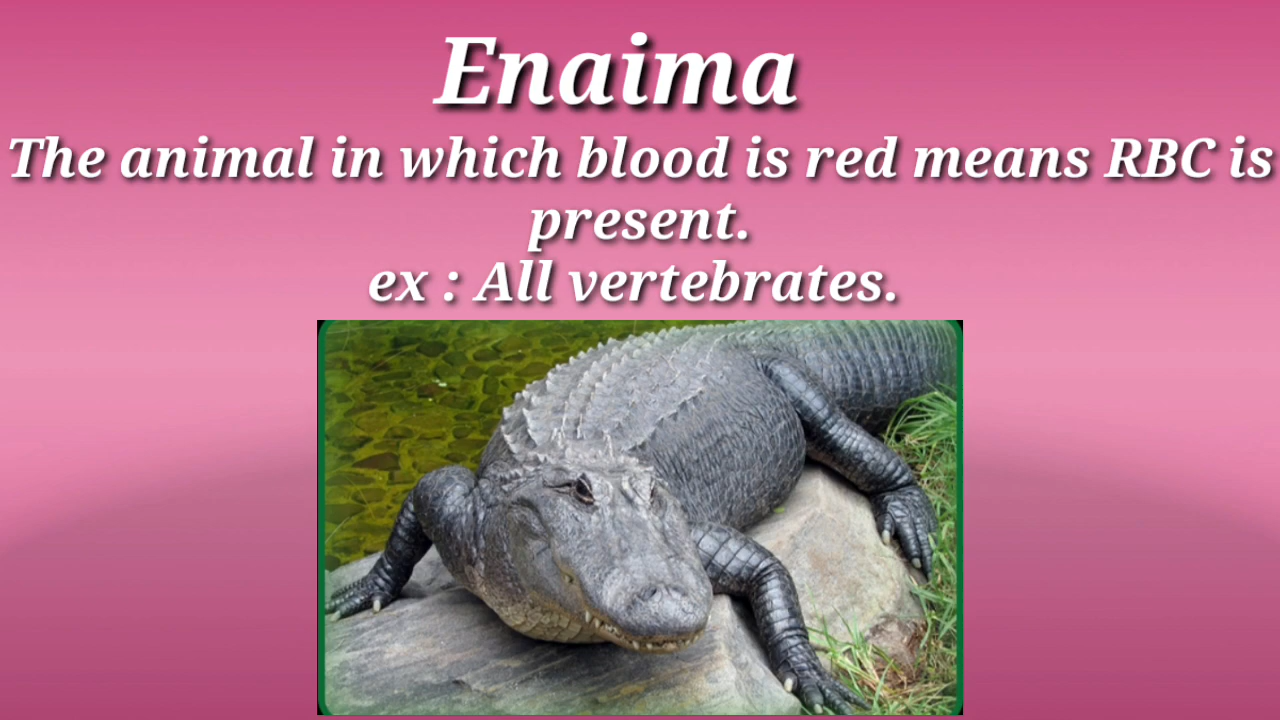 Enaima
The animal in which blood is red means RBC is
present.
ex : All vertebrates.